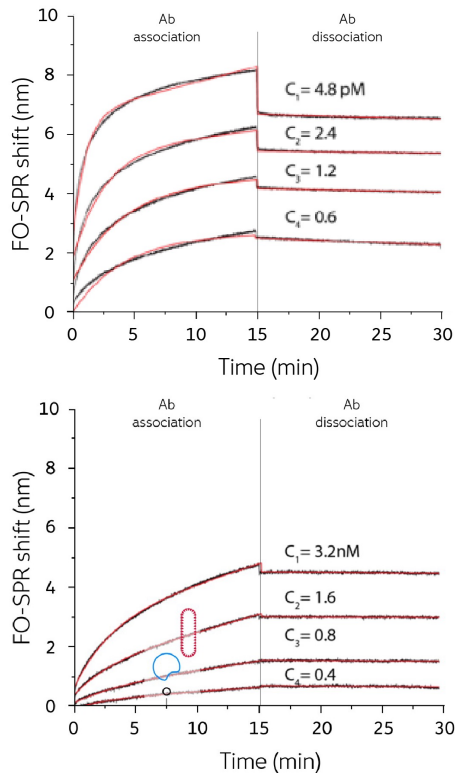 Ab
association
Ab
dissociation
10
8
6
4
2
0
FO-SPR shift (nm)
C1 = 4.8 pM
C2 = 2.4
C3 = 1.2
C4 = 0.6
0
5
10
15
20
25
30
Time (min)
Ab
association
Ab
dissociation
10
8
6
4
2
0
FO-SPR shift (nm)
C1 = 3.2nM
C2 = 1.6
C3 = 0.8
C4 = 0.4
0
5
10
15
20
25
30
Time (min)